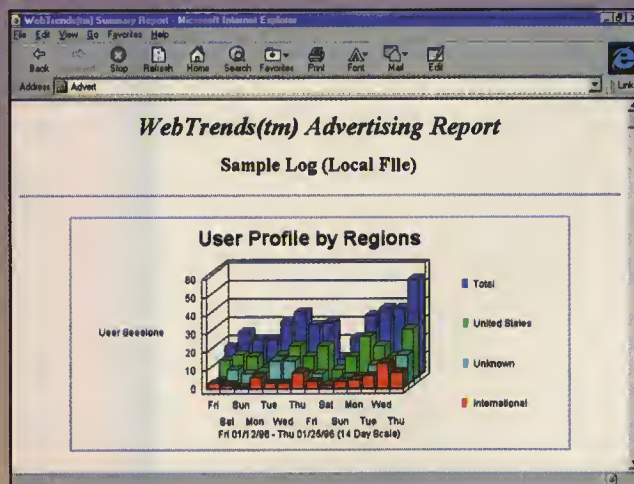 WebTrends(tm) Summary Report - Microsoft Internet Explorer
File Edit View Go Favorites Help
Back Stop Refresh Home Search Favorites Print Font Mail Edit
Address Advert Link
WebTrends(tm) Advertising Report
Sample Log (Local File)
User Profile by Regions
80
50
40
30
20
10
0
User Sessions
Total
United States
Unknown
International
Fri Sun Tue Thu Sat Mon Wed
Sat Mon Wed Fri Sun Tue Thu
Fri 01/12/96 - Thu 01/25/96 (14 Day Scale)